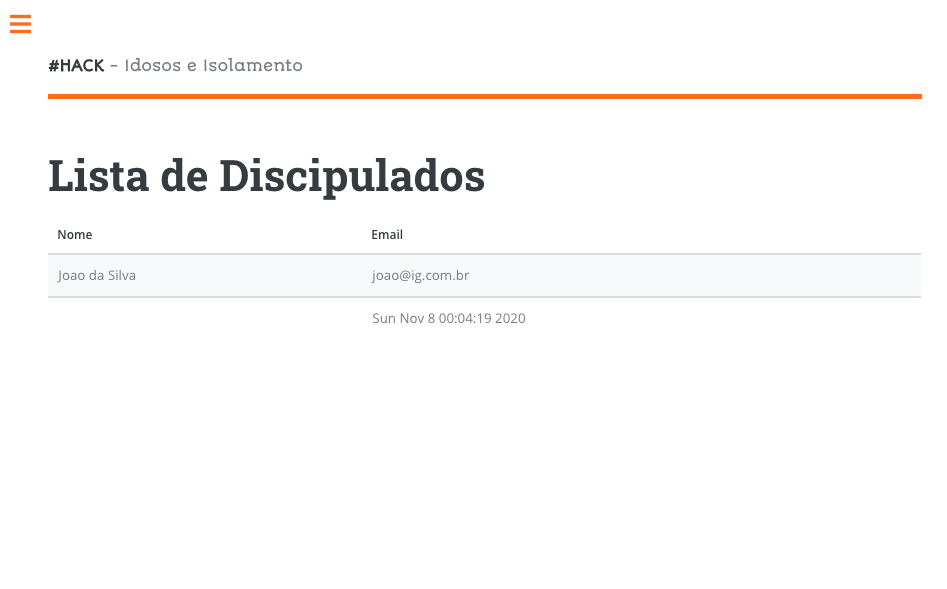 #HACK - Idosos e Isolamento
Lista de Discipulados
Nome Email
Joao da Silva joao@ig.com.br
Sun Nov 8 00:04:19 2020